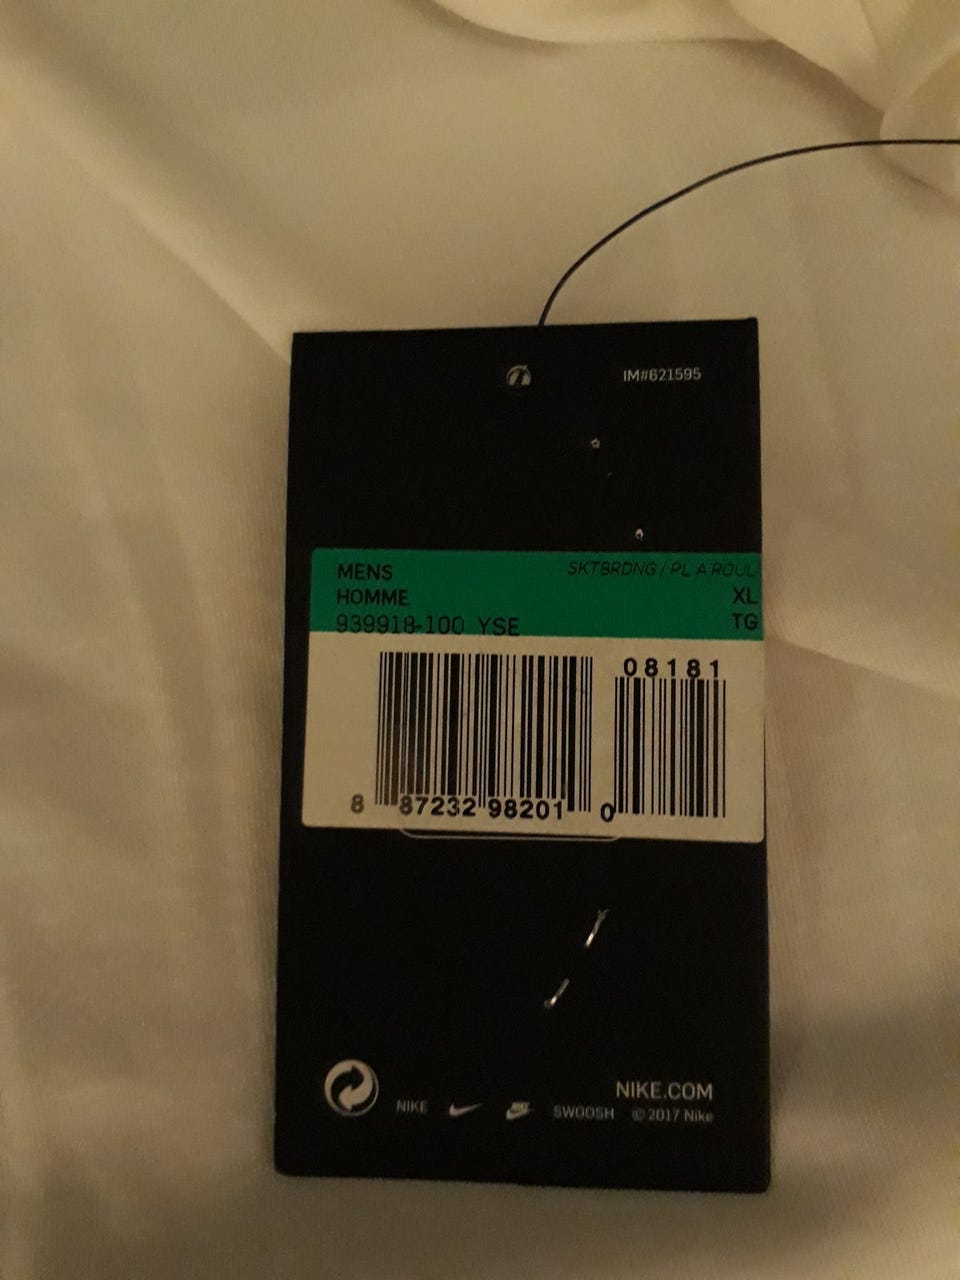 IM#621595
MENS
SKTBRDNG / PL A ROUL
HOMME
XL
939918-100 YSE
TG
08181
8 87232 98201 0
NIKE.COM
NIKE SWOOSH © 2017 Nike